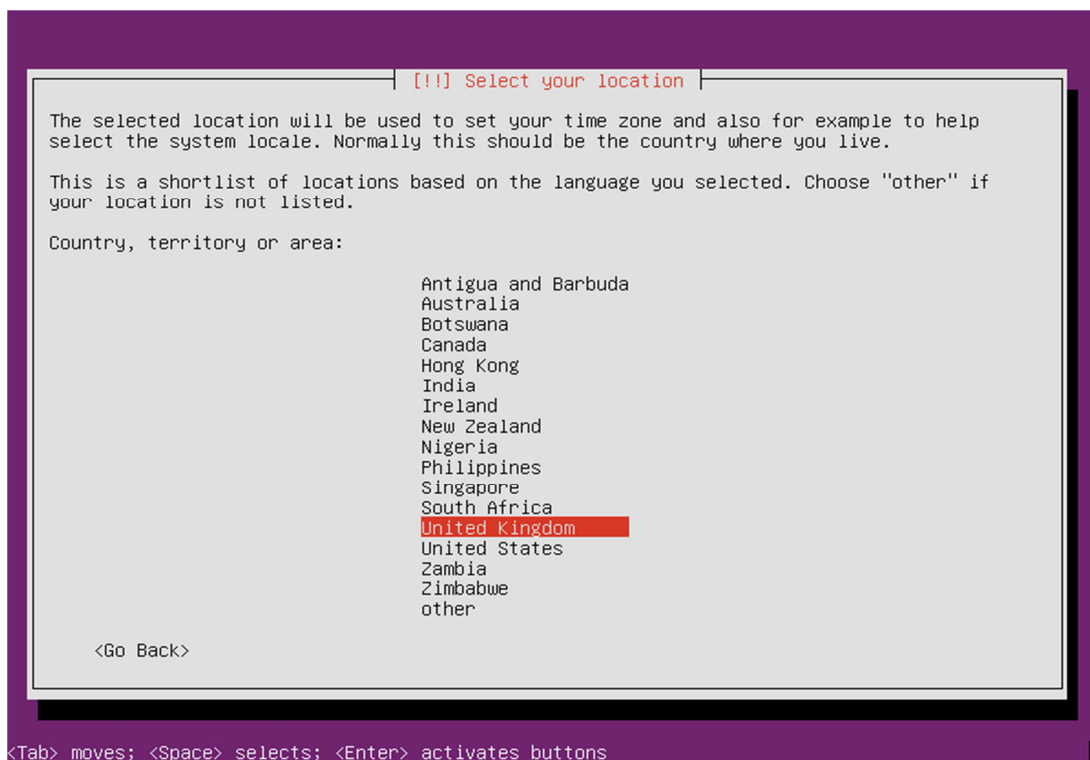 [!!] Select your location
The selected location will be used to set your time zone and also for example to help
select the system locale. Normally this should be the country where you live.
This is a shortlist of locations based on the language you selected. Choose "other" if
your location is not listed.
Country, territory or area:
Antigua and Barbuda
Australia
Botswana
Canada
Hong Kong
India
Ireland
New Zealand
Nigeria
Philippines
Singapore
South Africa
United Kingdom
United States
Zambia
Zimbabwe
other
<Go Back>
<Tab> moves; <Space> selects; <Enter> activates buttons